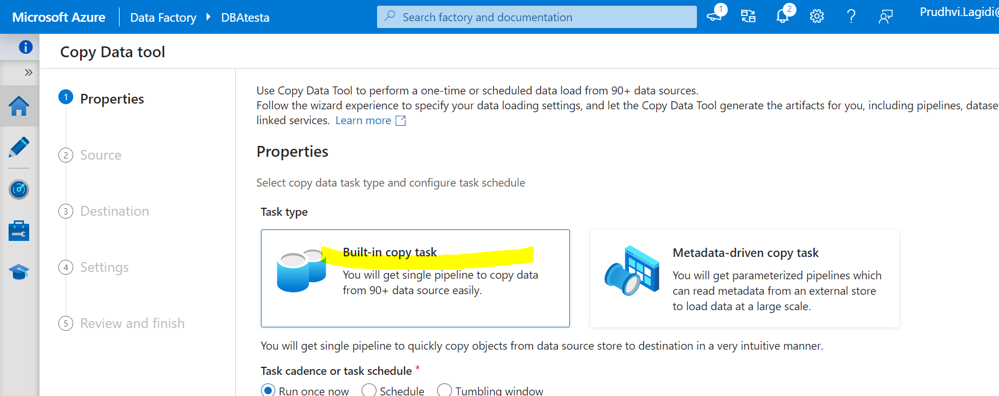 Microsoft Azure
Data Factory
DBAtesta
Search factory and documentation
1
2
Prudhvi.Lagidi@
Copy Data tool
1 Properties
2 Source
3 Destination
4 Settings
5 Review and finish
Use Copy Data Tool to perform a one-time or scheduled data load from 90+ data sources.
Follow the wizard experience to specify your data loading settings, and let the Copy Data Tool generate the artifacts for you, including pipelines, datase
linked services. Learn more
Properties
Select copy data task type and configure task schedule
Task type
Built-in copy task
You will get single pipeline to copy data
from 90+ data source easily.
Metadata-driven copy task
You will get parameterized pipelines which
can read metadata from an external store
to load data at a large scale.
You will get single pipeline to quickly copy objects from data source store to destination in a very intuitive manner.
Task cadence or task schedule *
Run once now
Schedule
Tumbling window